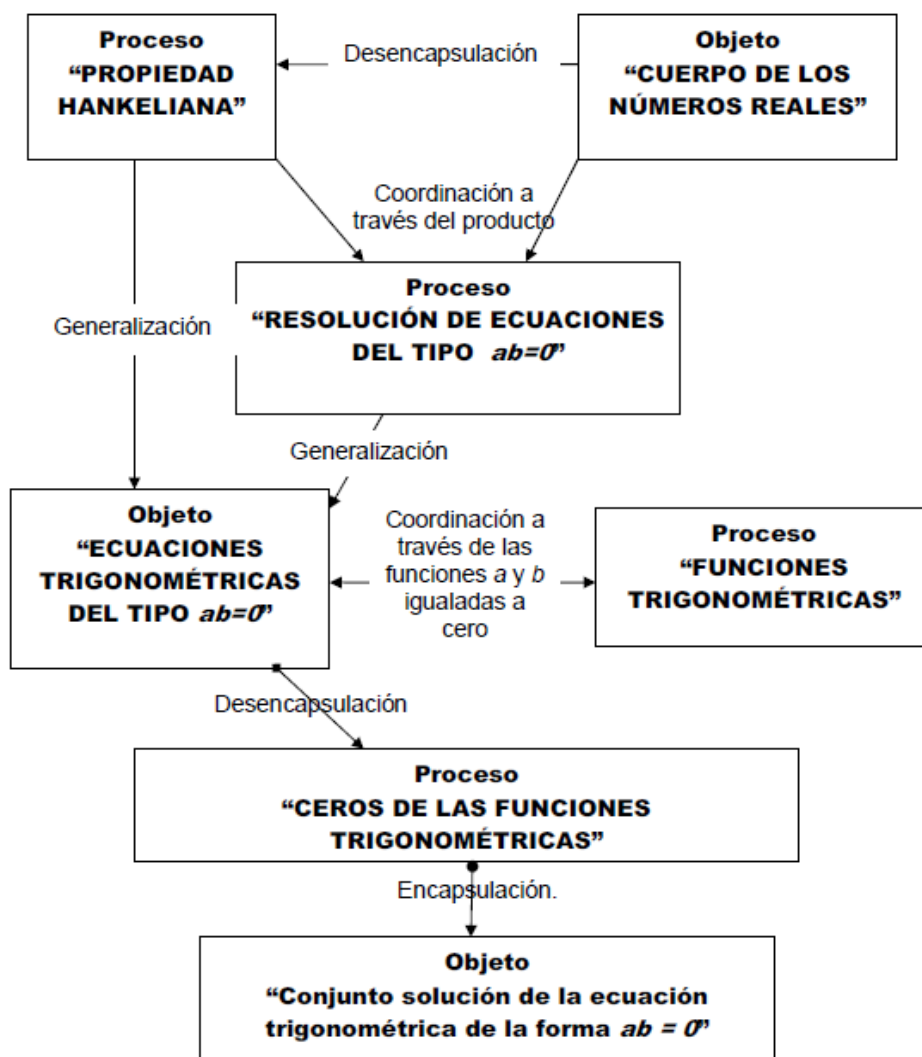 Proceso
“PROPIEDAD
HANKELIANA”
Desencapsulación
Objeto
“CUERPO DE LOS
NÚMEROS REALES”
Coordinación a
través del producto
Generalización
Proceso
“RESOLUCIÓN DE ECUACIONES
DEL TIPO ab=0”
Generalización
Objeto
“ECUACIONES
TRIGONOMÉTRICAS
DEL TIPO ab=0”
Coordinación a
través de las
funciones a y b
igualadas a
cero
Proceso
“FUNCIONES
TRIGONOMÉTRICAS”
Desencapsulación
Proceso
“CEROS DE LAS FUNCIONES
TRIGONOMÉTRICAS”
Encapsulación.
Objeto
“Conjunto solución de la ecuación
trigonométrica de la forma ab = 0”